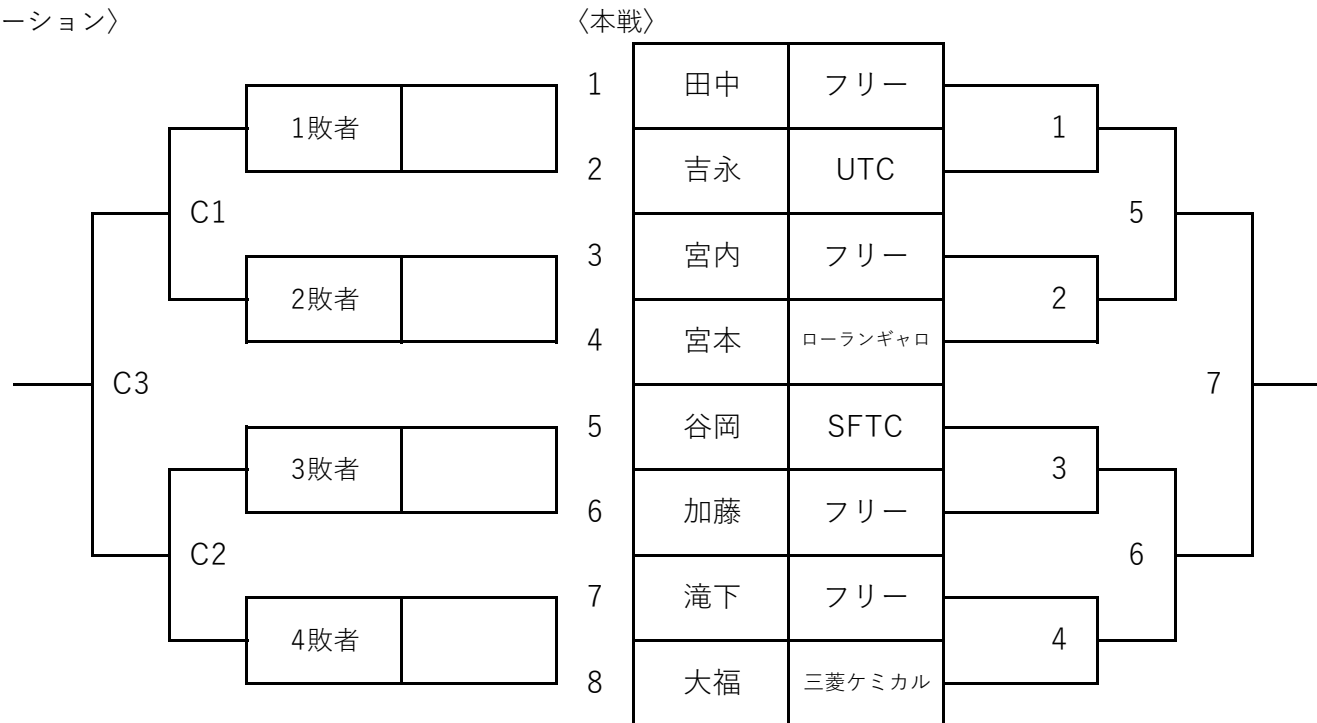 ーション〉 〈本戦〉
1 田中 フリー
1敗者 1
2 吉永 UTC
C1 5
3 宮内 フリー
2敗者 2
4 宮本 ローランギャロ
C3 7
5 谷岡 SFTC
3敗者 3
6 加藤 フリー
C2 6
7 滝下 フリー
4敗者 4
8 大福 三菱ケミカル